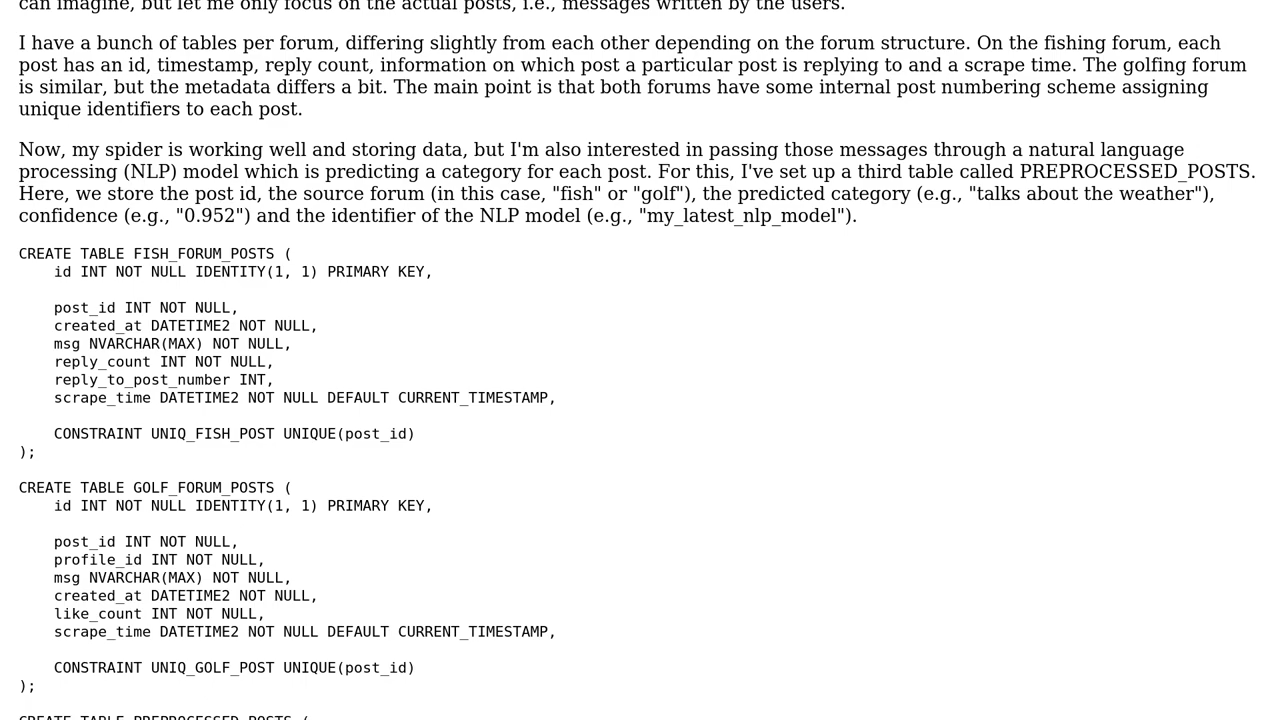 can imagine, but let me only focus on the actual posts, i.e., messages written by the users.
I have a bunch of tables per forum, differing slightly from each other depending on the forum structure. On the fishing forum, each
post has an id, timestamp, reply count, information on which post a particular post is replying to and a scrape time. The golfing forum
is similar, but the metadata differs a bit. The main point is that both forums have some internal post numbering scheme assigning
unique identifiers to each post.
Now, my spider is working well and storing data, but I'm also interested in passing those messages through a natural language
processing (NLP) model which is predicting a category for each post. For this, I've set up a third table called PREPROCESSED_POSTS.
Here, we store the post id, the source forum (in this case, "fish" or "golf"), the predicted category (e.g., "talks about the weather"),
confidence (e.g., "0.952") and the identifier of the NLP model (e.g., "my_latest_nlp_model").
CREATE TABLE FISH_FORUM_POSTS (
    id INT NOT NULL IDENTITY(1, 1) PRIMARY KEY,
    post_id INT NOT NULL,
    created_at DATETIME2 NOT NULL,
    msg NVARCHAR(MAX) NOT NULL,
    reply_count INT NOT NULL,
    reply_to_post_number INT,
    scrape_time DATETIME2 NOT NULL DEFAULT CURRENT_TIMESTAMP,
    CONSTRAINT UNIQ_FISH_POST UNIQUE(post_id)
);
CREATE TABLE GOLF_FORUM_POSTS (
    id INT NOT NULL IDENTITY(1, 1) PRIMARY KEY,
    post_id INT NOT NULL,
    profile_id INT NOT NULL,
    msg NVARCHAR(MAX) NOT NULL,
    created_at DATETIME2 NOT NULL,
    like_count INT NOT NULL,
    scrape_time DATETIME2 NOT NULL DEFAULT CURRENT_TIMESTAMP,
    CONSTRAINT UNIQ_GOLF_POST UNIQUE(post_id)
);
CREATE TABLE PREPROCESSED_POSTS (